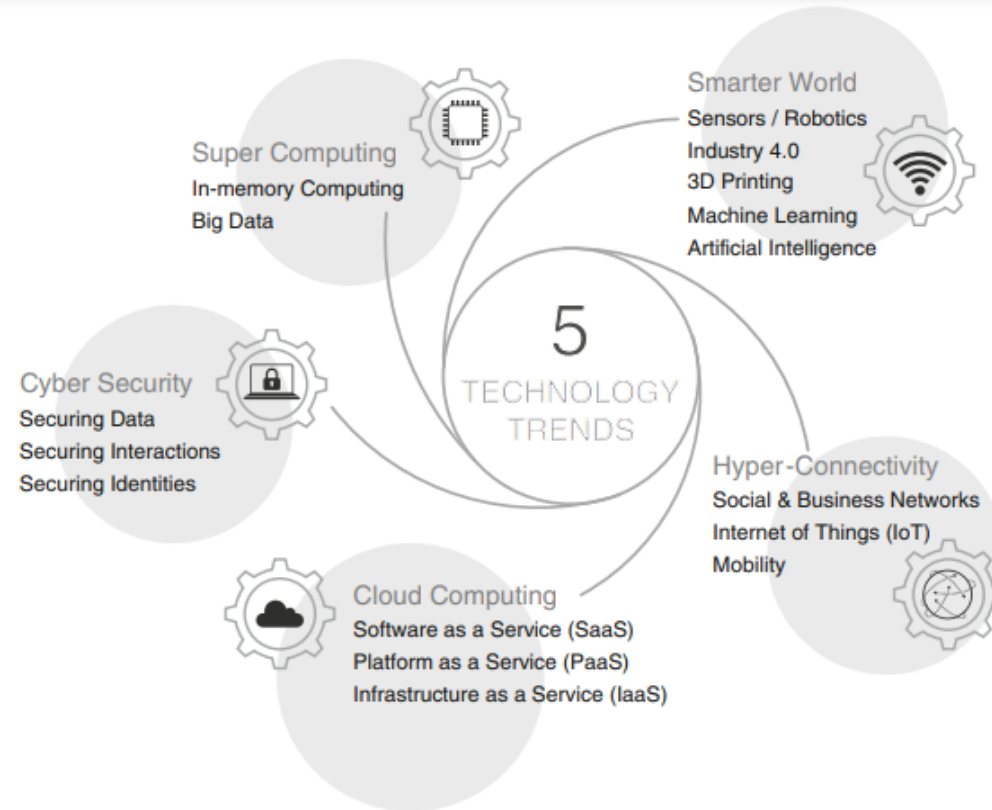 Smarter World
Sensors / Robotics
Industry 4.0
3D Printing
Machine Learning
Artificial Intelligence
Super Computing
In-memory Computing
Big Data
5
TECHNOLOGY
TRENDS
Cyber Security
Securing Data
Securing Interactions
Securing Identities
Hyper-Connectivity
Social & Business Networks
Internet of Things (IoT)
Mobility
Cloud Computing
Software as a Service (SaaS)
Platform as a Service (PaaS)
Infrastructure as a Service (IaaS)